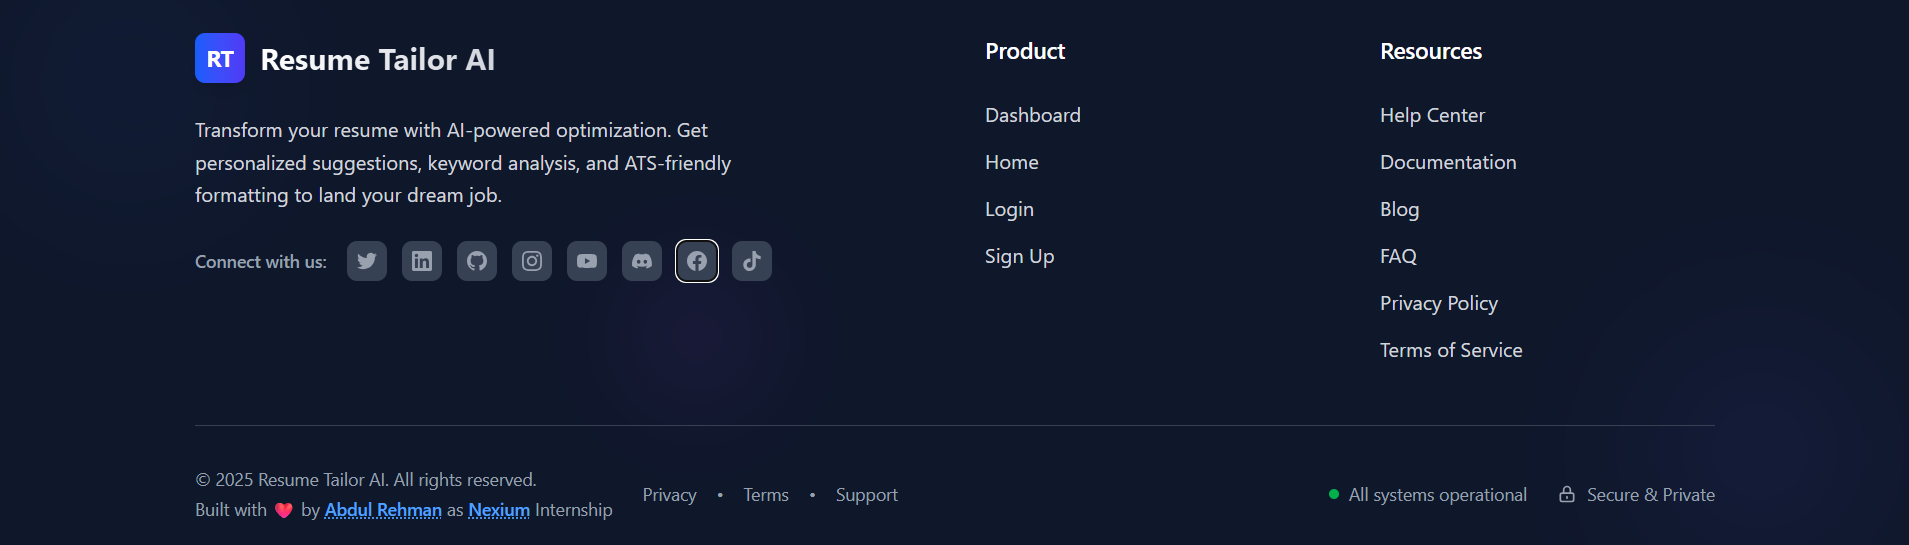 RT
Resume Tailor AI
Transform your resume with AI-powered optimization. Get
personalized suggestions, keyword analysis, and ATS-friendly
formatting to land your dream job.
Connect with us:
Product
Dashboard
Home
Login
Sign Up
Resources
Help Center
Documentation
Blog
FAQ
Privacy Policy
Terms of Service
© 2025 Resume Tailor AI. All rights reserved.
Built with ❤️ by Abdul Rehman as Nexium Internship
Privacy • Terms • Support
All systems operational
Secure & Private